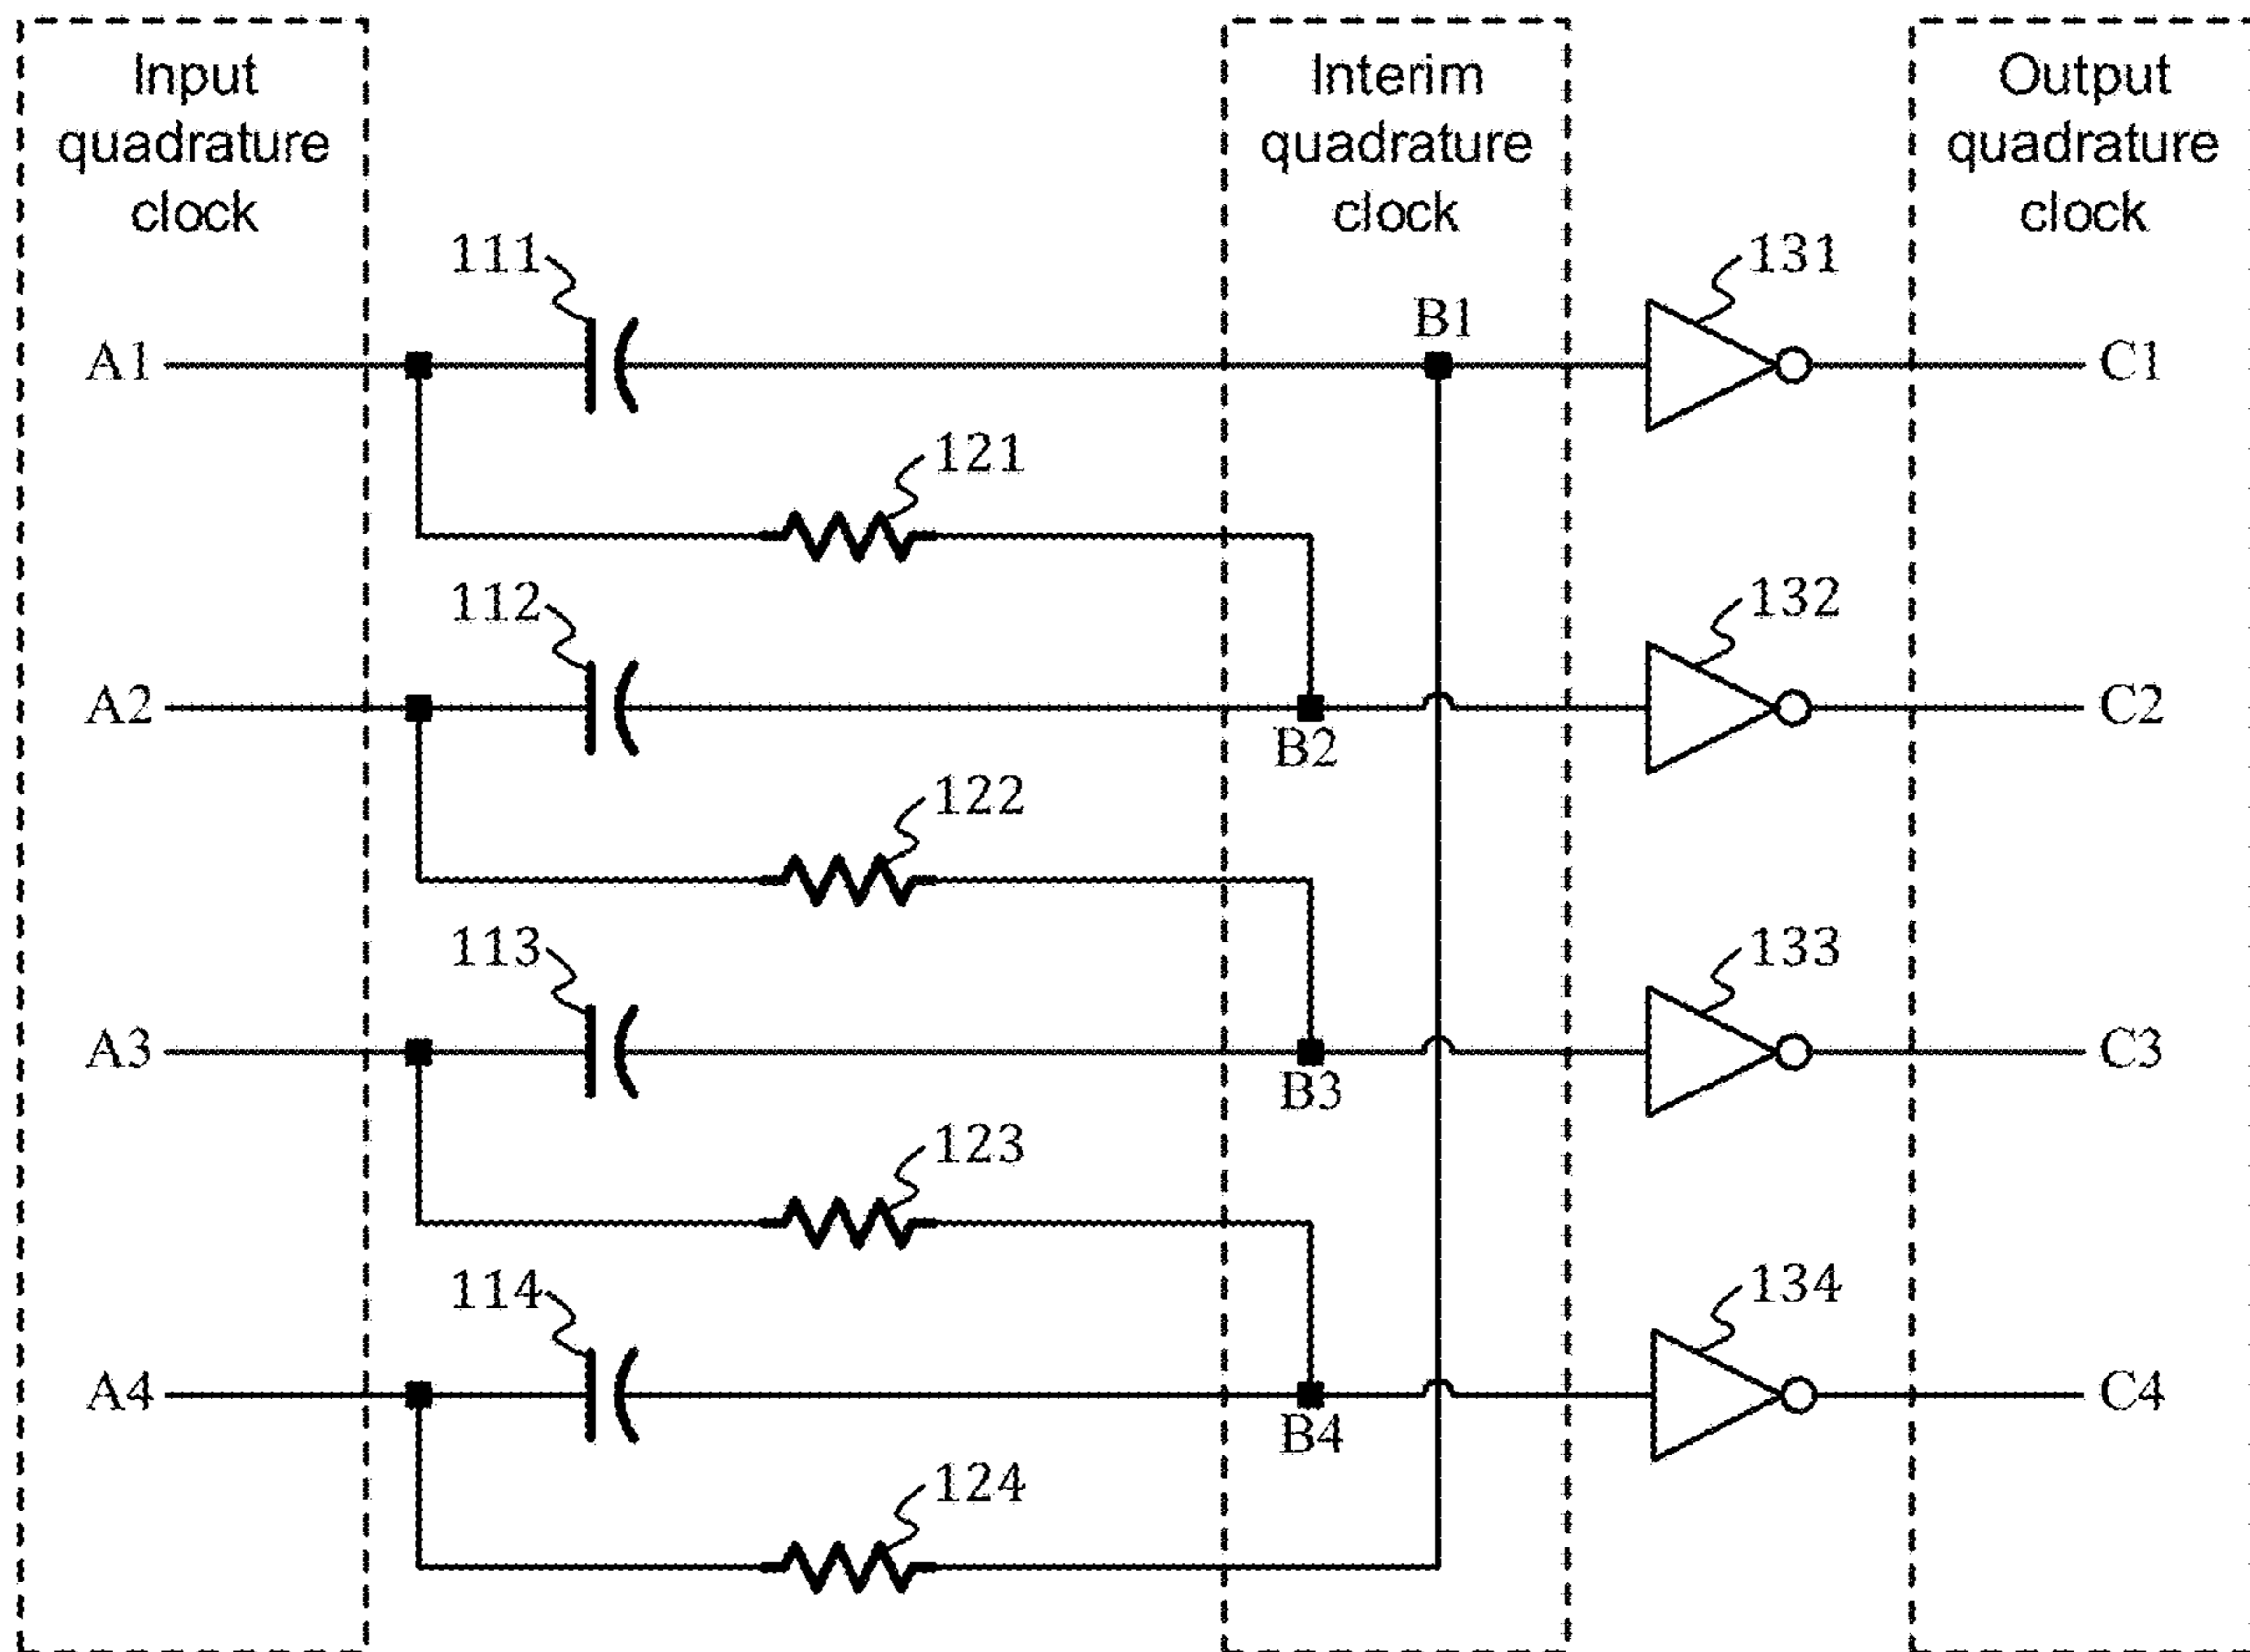 Input
quadrature
clock
Interim
quadrature
clock
Output
quadrature
clock
111
131
B1
A1
C1
121
112
132
A2
C2
B2
122
113
133
A3
C3
B3
123
114
134
A4
C4
B4
124